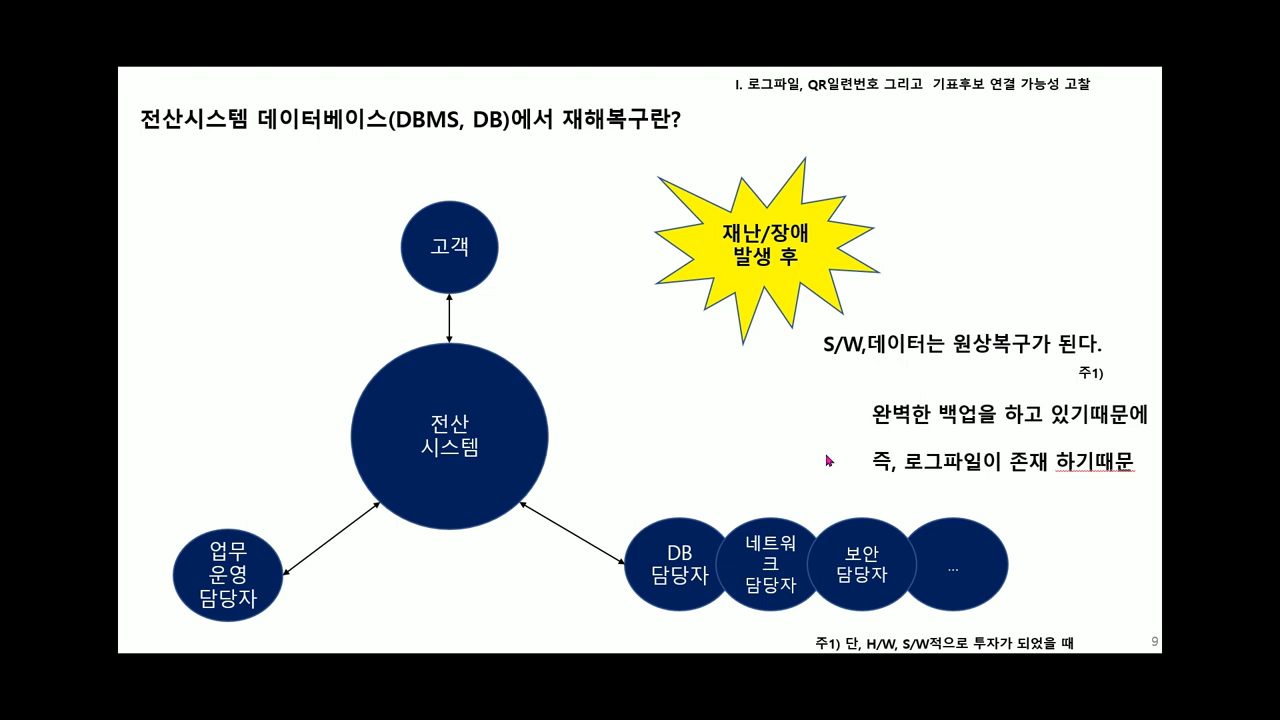 I. 로그파일, QR일련번호 그리고 기표후보 연결 가능성 고찰
전산시스템 데이터베이스(DBMS, DB)에서 재해복구란?
재난/장애
발생 후
고객
S/W,데이터는 원상복구가 된다.
주1)
전산
시스템
완벽한 백업을 하고 있기때문에
즉, 로그파일이 존재 하기때문
업무
운영
담당자
DB
담당자
네트워
크
담당자
보안
담당자
...
주1) 단, H/W, S/W적으로 투자가 되었을 때
9